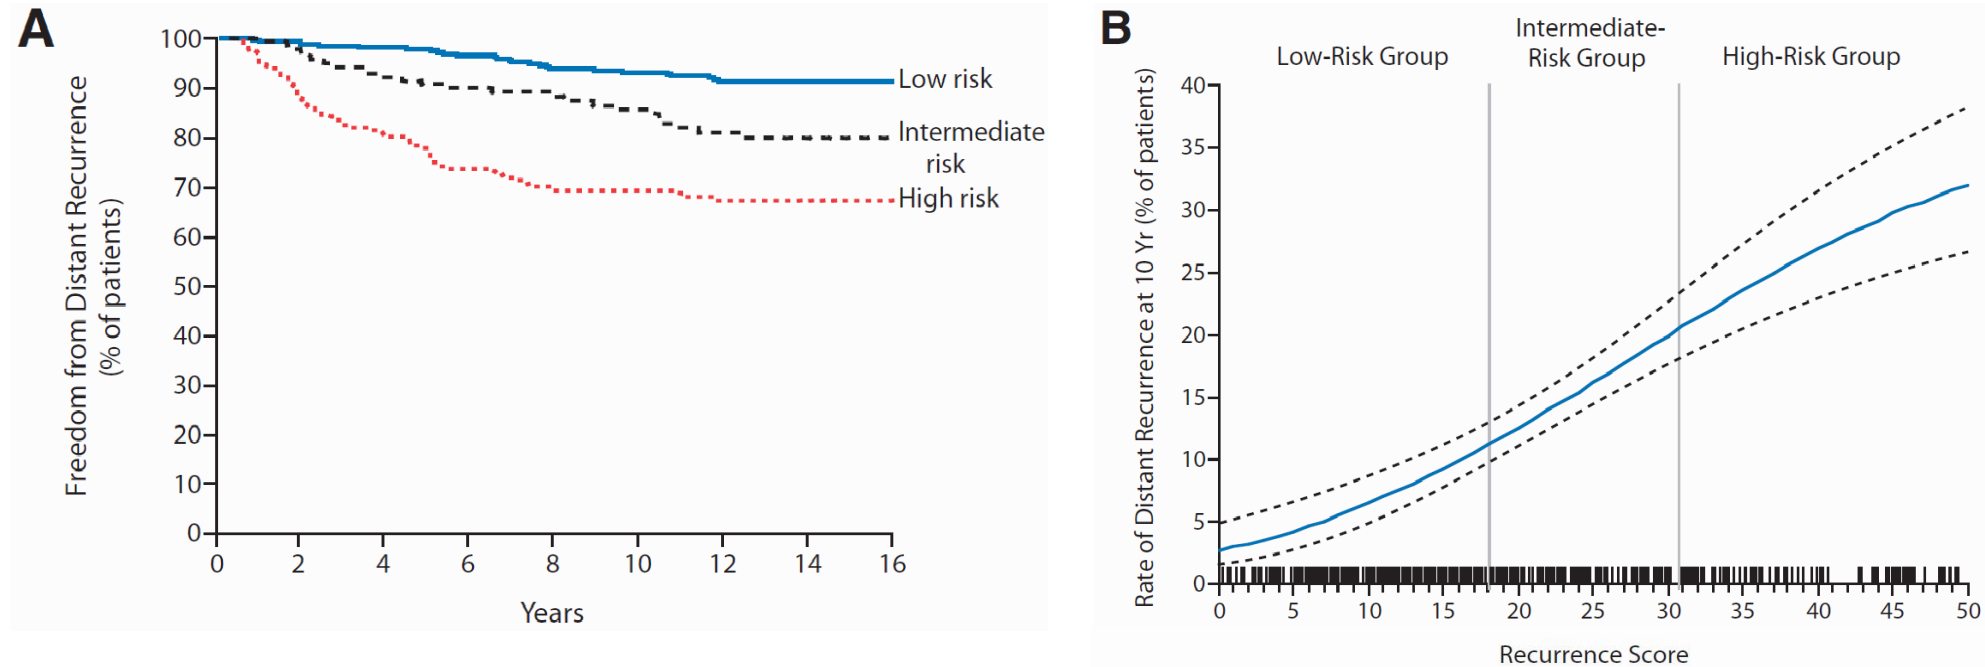 A
Freedom from Distant Recurrence
(% of patients)
100
90
80
70
60
50
40
30
20
10
0
0 2 4 6 8 10 12 14 16
Years
Low risk
Intermediate
risk
High risk
B
Low-Risk Group
Intermediate-
Risk Group
High-Risk Group
Rate of Distant Recurrence at 10 Yr (% of patients)
40
35
30
25
20
15
10
5
0
0 5 10 15 20 25 30 35 40 45 50
Recurrence Score